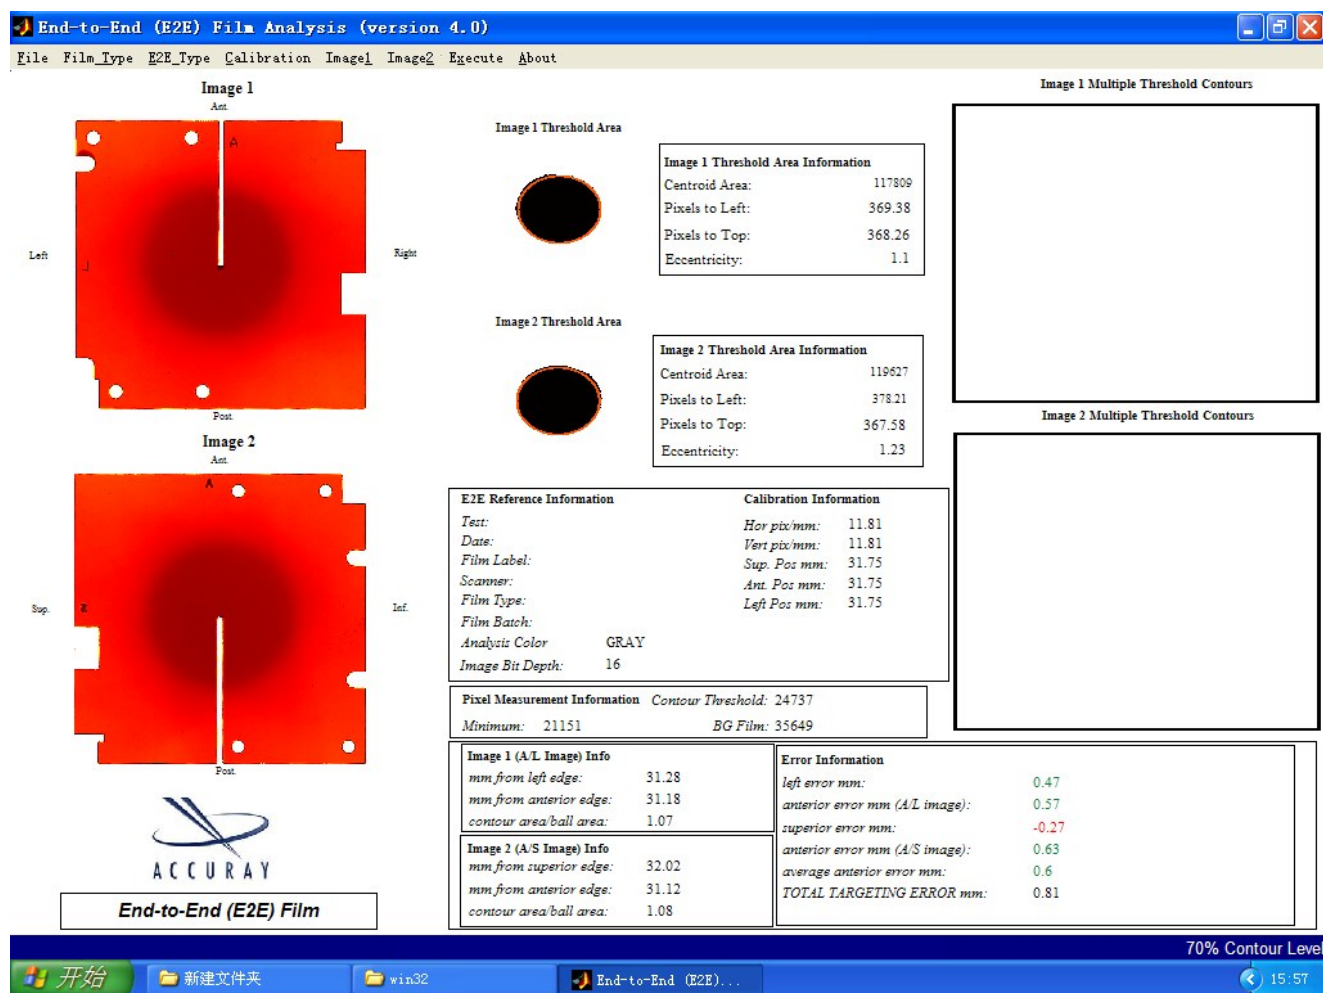 End-to-End (E2E) Film Analysis (version 4.0)
File Film_Type E2E_Type Calibration Image1 Image2 Execute About
Image 1
Ant.
A
Left
Right
Post.
Image 2
Ant.
A
Sup.
Inf.
Post.
ACCURAY
End-to-End (E2E) Film
Image 1 Threshold Area
Image 1 Threshold Area Information
Centroid Area: 117809
Pixels to Left: 369.38
Pixels to Top: 368.26
Eccentricity: 1.1
Image 2 Threshold Area
Image 2 Threshold Area Information
Centroid Area: 119627
Pixels to Left: 378.21
Pixels to Top: 367.58
Eccentricity: 1.23
Image 1 Multiple Threshold Contours
Image 2 Multiple Threshold Contours
E2E Reference Information
Test:
Date:
Film Label:
Scanner:
Film Type:
Film Batch:
Analysis Color GRAY
Image Bit Depth: 16
Calibration Information
Hor pix/mm: 11.81
Vert pix/mm: 11.81
Sup. Pos mm: 31.75
Ant. Pos mm: 31.75
Left Pos mm: 31.75
Pixel Measurement Information Contour Threshold: 24737
Minimum: 21151 BG Film: 35649
Image 1 (A/L Image) Info
mm from left edge: 31.28
mm from anterior edge: 31.18
contour area/ball area: 1.07
Image 2 (A/S Image) Info
mm from superior edge: 32.02
mm from anterior edge: 31.12
contour area/ball area: 1.08
Error Information
left error mm: 0.47
anterior error mm (A/L image): 0.57
superior error mm: -0.27
anterior error mm (A/S image): 0.63
average anterior error mm: 0.6
TOTAL TARGETING ERROR mm: 0.81
70% Contour Level
开始 新建文件夹 win32 End-to-End (E2E)... 15:57